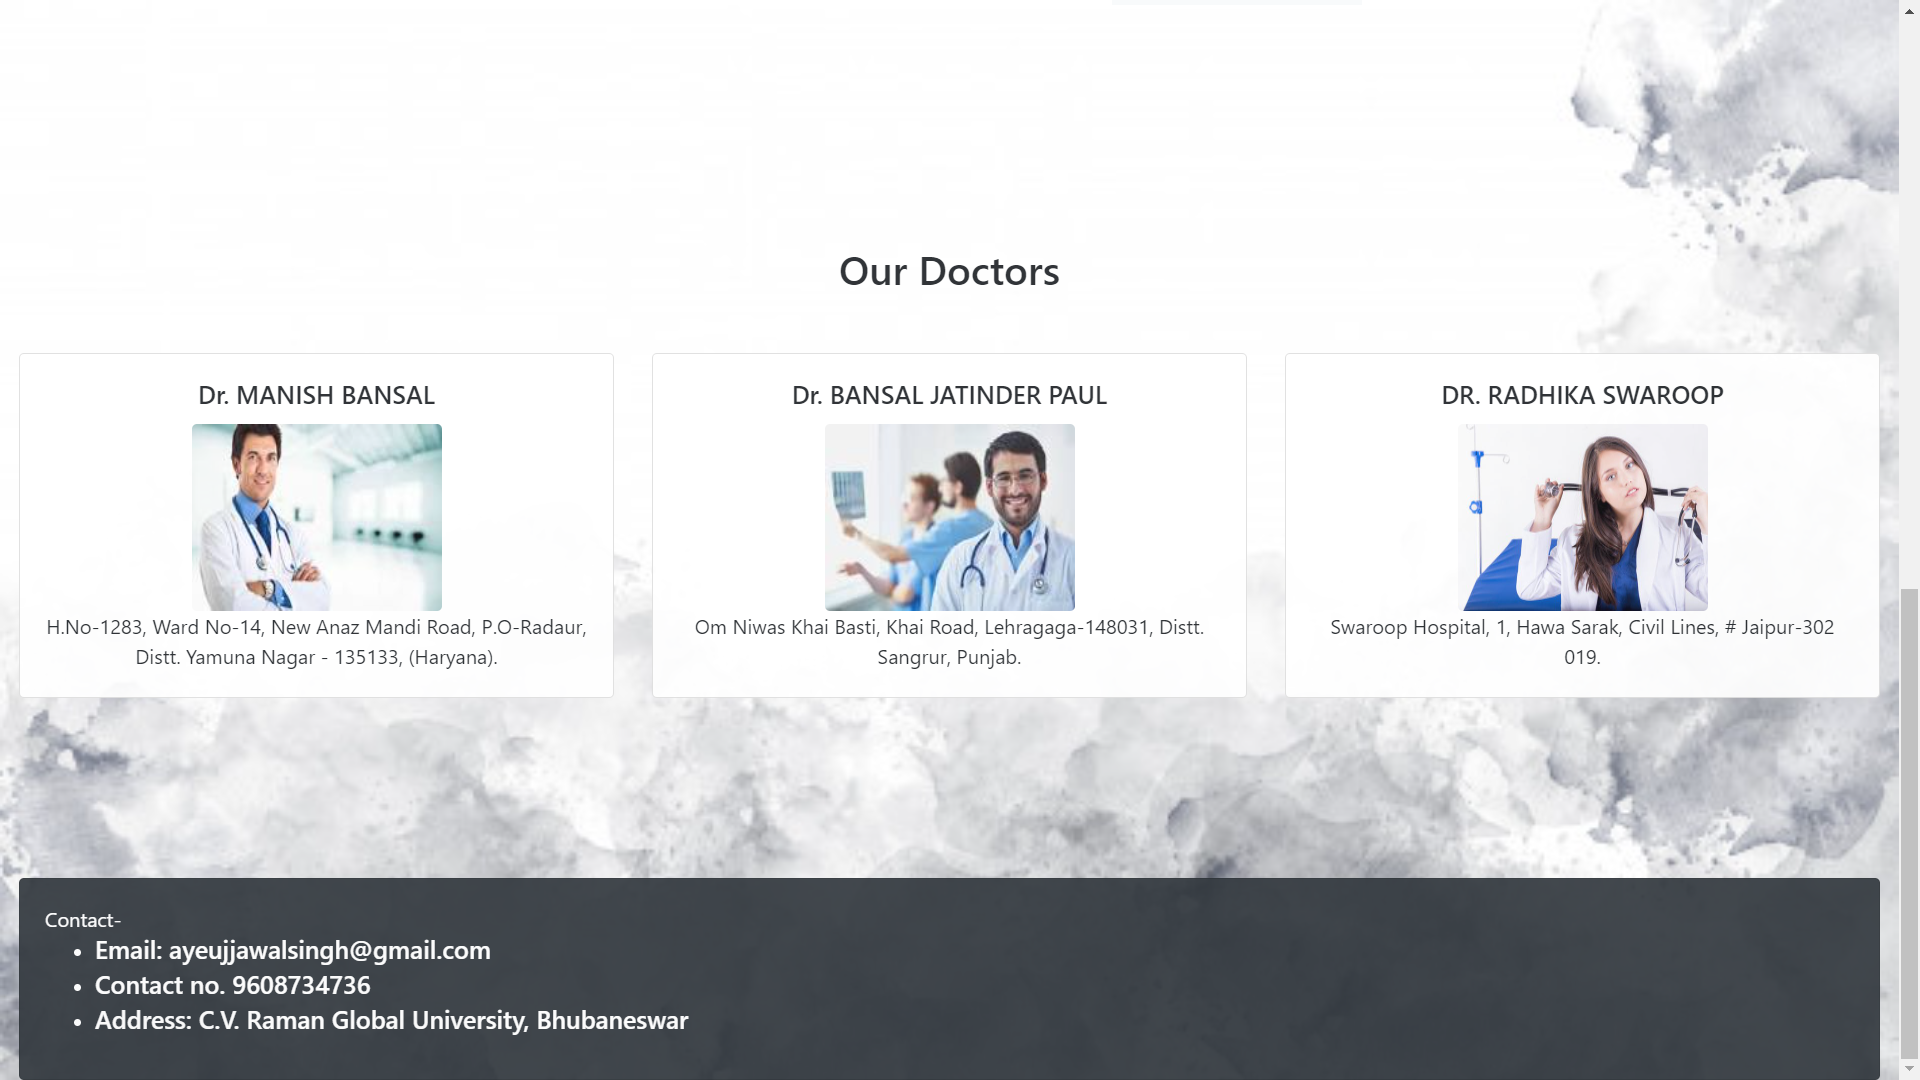 Our Doctors
Dr. MANISH BANSAL
H.No-1283, Ward No-14, New Anaz Mandi Road, P.O-Radaur,
Distt. Yamuna Nagar - 135133, (Haryana).
Dr. BANSAL JATINDER PAUL
Om Niwas Khai Basti, Khai Road, Lehragaga-148031, Distt.
Sangrur, Punjab.
DR. RADHIKA SWAROOP
Swaroop Hospital, 1, Hawa Sarak, Civil Lines, # Jaipur-302
019.
Contact-
• Email: ayeujjawalsingh@gmail.com
• Contact no. 9608734736
• Address: C.V. Raman Global University, Bhubaneswar